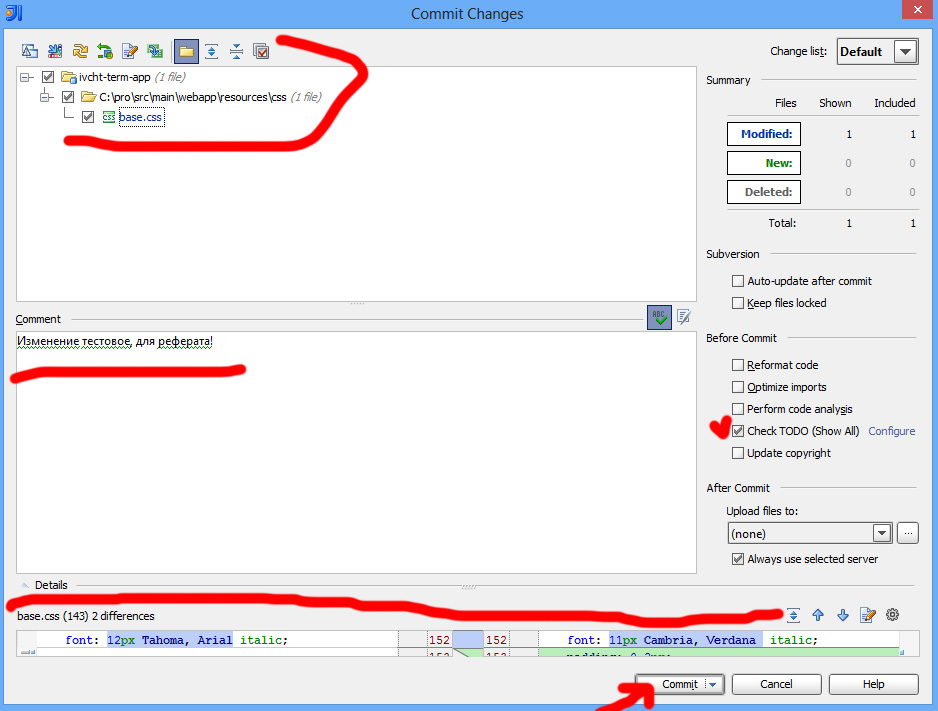 Commit Changes
Change list: Default
ivcht-term-app (1 file)
C:\pro\src\main\webapp\resources\css (1 file)
css base.css
Summary
Files Shown Included
Modified: 1 1
New: 0 0
Deleted: 0 0
Total: 1 1
Subversion
Auto-update after commit
Keep files locked
Comment
ABC
Изменение тестовое, для реферата!
Before Commit
Reformat code
Optimize imports
Perform code analysis
Check TODO (Show All) Configure
Update copyright
After Commit
Upload files to:
(none) ...
Always use selected server
Details
base.css (143) 2 differences
font: 12px Tahoma, Arial italic; 152 152 font: 11px Cambria, Verdana italic;
Commit Cancel Help